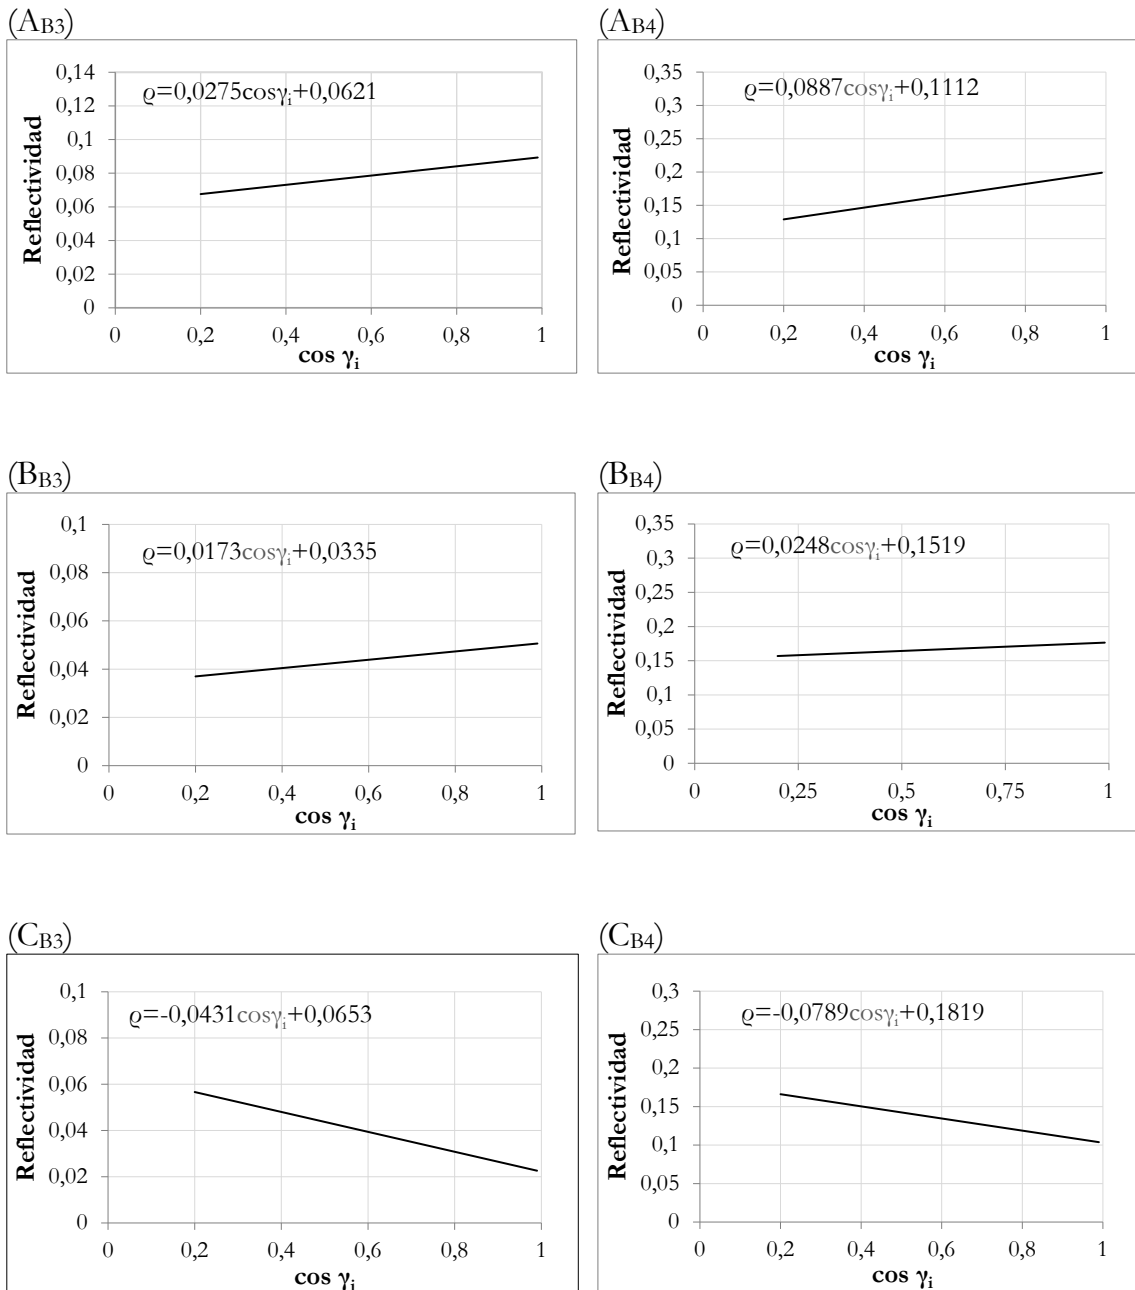 (AB3)
ϱ=0,0275cosγi+0,0621
Reflectividad
0,14
0,12
0,1
0,08
0,06
0,04
0,02
0
0 0,2 0,4 0,6 0,8 1
cos γi
(AB4)
ϱ=0,0887cosγi+0,1112
Reflectividad
0,35
0,3
0,25
0,2
0,15
0,1
0,05
0
0 0,2 0,4 0,6 0,8 1
cos γi
(BB3)
ϱ=0,0173cosγi+0,0335
Reflectividad
0,1
0,08
0,06
0,04
0,02
0
0 0,2 0,4 0,6 0,8 1
cos γi
(BB4)
ϱ=0,0248cosγi+0,1519
Reflectividad
0,35
0,3
0,25
0,2
0,15
0,1
0,05
0
0 0,25 0,5 0,75 1
cos γi
(CB3)
ϱ=-0,0431cosγi+0,0653
Reflectividad
0,1
0,08
0,06
0,04
0,02
0
0 0,2 0,4 0,6 0,8 1
cos γi
(CB4)
ϱ=-0,0789cosγi+0,1819
Reflectividad
0,3
0,25
0,2
0,15
0,1
0,05
0
0 0,2 0,4 0,6 0,8 1
cos γi